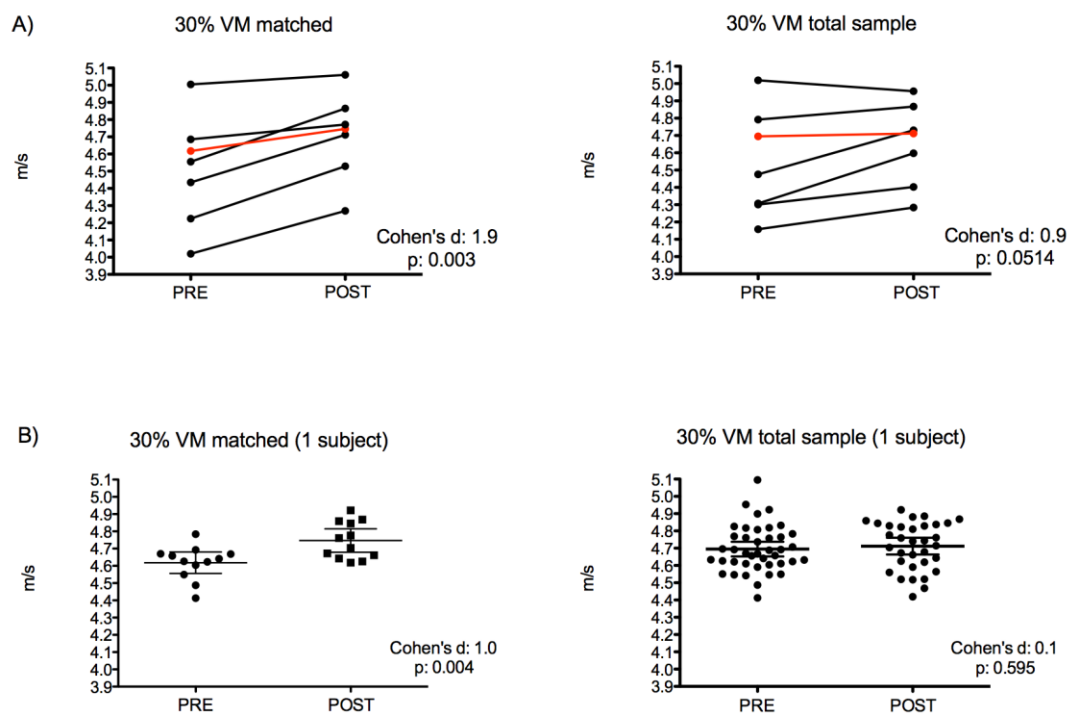 A)
30% VM matched
5.1
5.0
4.9
4.8
4.7
4.6
4.5
4.4
4.3
4.2
4.1
4.0
3.9
m/s
PRE
POST
Cohen's d: 1.9
p: 0.003
30% VM total sample
5.1
5.0
4.9
4.8
4.7
4.6
4.5
4.4
4.3
4.2
4.1
4.0
3.9
m/s
PRE
POST
Cohen's d: 0.9
p: 0.0514
B)
30% VM matched (1 subject)
5.1
5.0
4.9
4.8
4.7
4.6
4.5
4.4
4.3
4.2
4.1
4.0
3.9
m/s
PRE
POST
Cohen's d: 1.0
p: 0.004
30% VM total sample (1 subject)
5.1
5.0
4.9
4.8
4.7
4.6
4.5
4.4
4.3
4.2
4.1
4.0
3.9
m/s
PRE
POST
Cohen's d: 0.1
p: 0.595